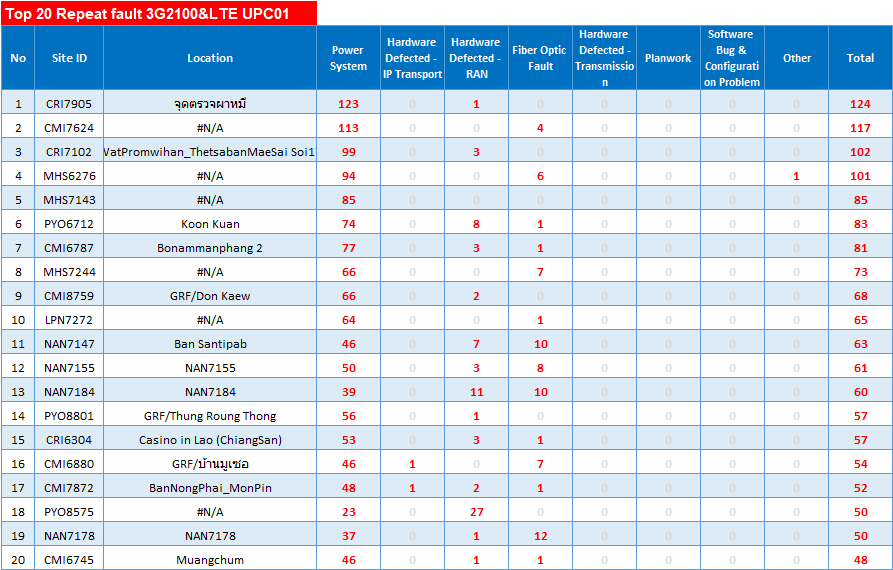 Top 20 Repeat fault 3G2100&LTE UPC01
No Site ID Location Power System Hardware Defected - IP Transport Hardware Defected - RAN Fiber Optic Fault Hardware Defected - Transmission Planwork Software Bug & Configuration Problem Other Total
1 CRI7905 จุดตรวจผาหมี 123 0 1 0 0 0 0 0 124
2 CMI7624 #N/A 113 0 0 4 0 0 0 0 117
3 CRI7102 WatPromwihan_ThetsabanMaeSai Soi1 99 0 3 0 0 0 0 0 102
4 MHS6276 #N/A 94 0 0 6 0 0 0 1 101
5 MHS7143 #N/A 85 0 0 0 0 0 0 0 85
6 PYO6712 Koon Kuan 74 0 8 1 0 0 0 0 83
7 CMI6787 Bonammanphang 2 77 0 3 1 0 0 0 0 81
8 MHS7244 #N/A 66 0 0 7 0 0 0 0 73
9 CMI8759 GRF/Don Kaew 66 0 2 0 0 0 0 0 68
10 LPN7272 #N/A 64 0 0 1 0 0 0 0 65
11 NAN7147 Ban Santipab 46 0 7 10 0 0 0 0 63
12 NAN7155 NAN7155 50 0 3 8 0 0 0 0 61
13 NAN7184 NAN7184 39 0 11 10 0 0 0 0 60
14 PYO8801 GRF/Thung Roung Thong 56 0 1 0 0 0 0 0 57
15 CRI6304 Casino in Lao (ChiangSan) 53 0 3 1 0 0 0 0 57
16 CMI6880 GRF/บ้านมูเซอ 46 1 0 7 0 0 0 0 54
17 CMI7872 BanNongPhai_MonPin 48 1 2 1 0 0 0 0 52
18 PYO8575 #N/A 23 0 27 0 0 0 0 0 50
19 NAN7178 NAN7178 37 0 1 12 0 0 0 0 50
20 CMI6745 Muangchum 46 0 1 1 0 0 0 0 48